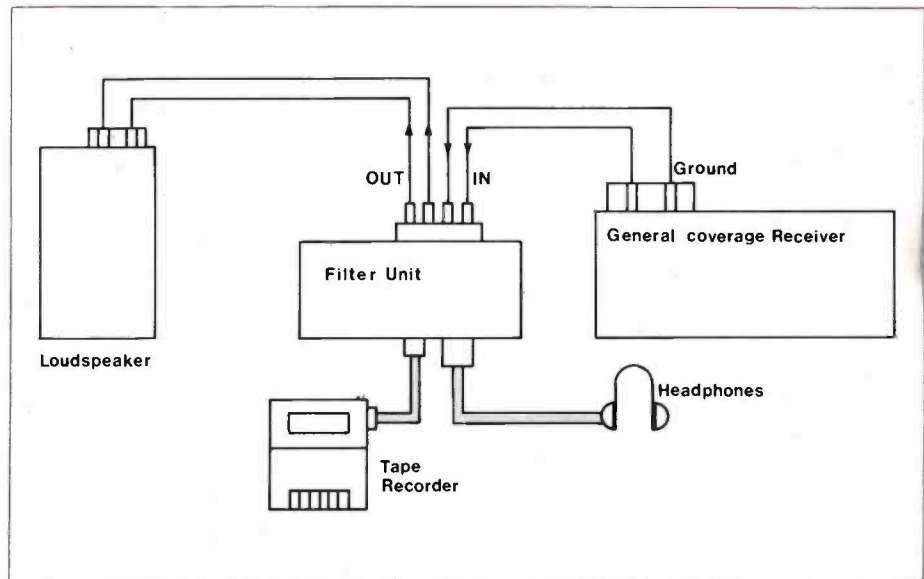 OUT
IN
Ground
General coverage Receiver
Filter Unit
Loudspeaker
Headphones
Tape
Recorder